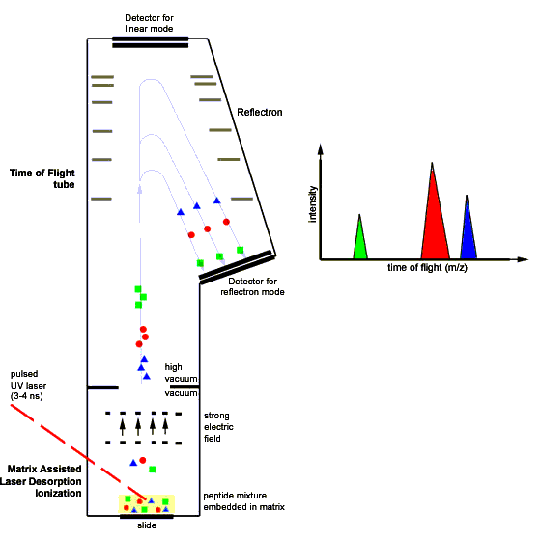 Detector for
linear mode
Reflectron
Time of Flight
tube
intensity
time of flight (m/z)
Detector for
reflectron mode
pulsed
UV laser
(3-4 ns)
high
vacuum
vacuum
strong
electric
field
Matrix Assisted
Laser Desorption
Ionization
peptide mixture
embedded in matrix
slide